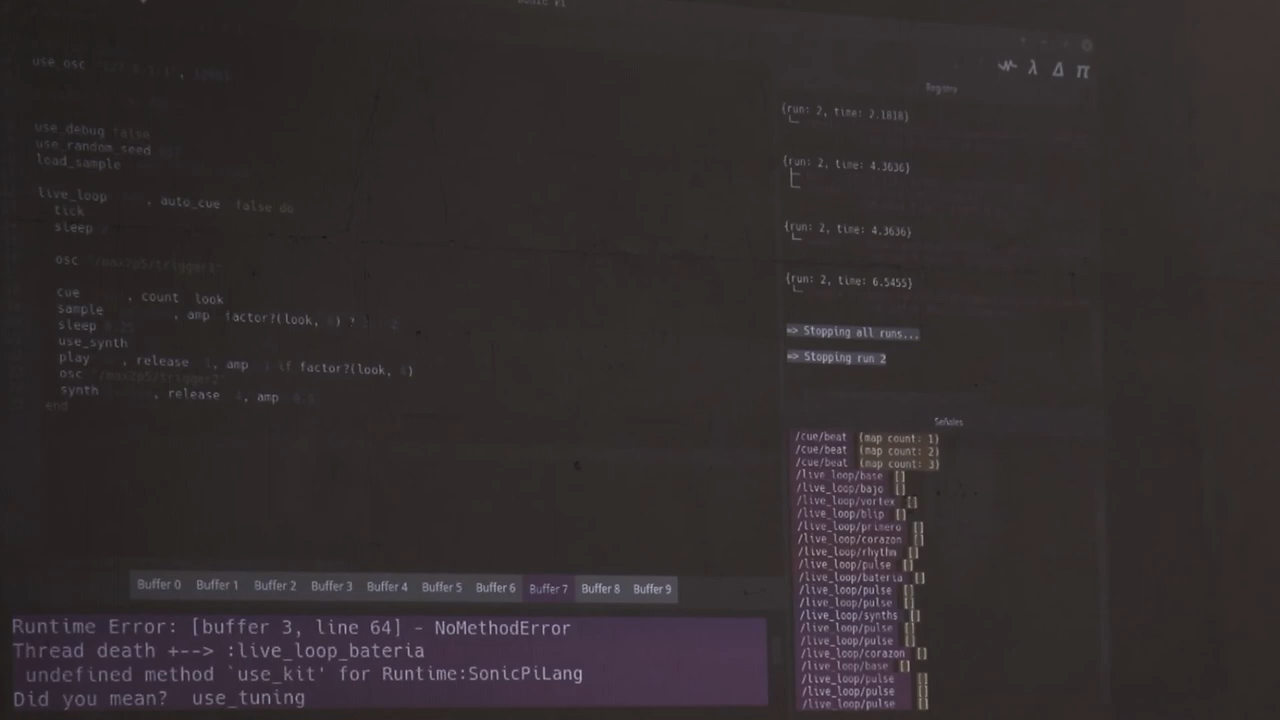 use_osc
use_debug false
use_random_seed
load_sample
live_loop , auto_cue false do
tick
sleep
osc "/max2p5/trigger1"
cue , count look
sample , amp factor?(look, ) ?
sleep 0.25
use_synth
play , release , amp if factor?(look, )
osc "/max2p5/trigger2"
synth , release , amp
end
λ Δ π
{run: 2, time: 2.1818}
{run: 2, time: 4.3636}
{run: 2, time: 4.3636}
{run: 2, time: 6.5455}
=> Stopping all runs...
=> Stopping run 2
Señales
/cue/beat (map count: 1)
/cue/beat (map count: 2)
/cue/beat (map count: 3)
/live_loop/base []
/live_loop/bajo []
/live_loop/vortex []
/live_loop/blip []
/live_loop/primero []
/live_loop/corazon []
/live_loop/rhythm []
/live_loop/pulse []
/live_loop/bateria []
/live_loop/pulse []
/live_loop/pulse []
/live_loop/synths []
/live_loop/pulse []
/live_loop/pulse []
/live_loop/corazon []
/live_loop/base []
/live_loop/pulse []
/live_loop/pulse []
/live_loop/pulse []
Buffer 0 Buffer 1 Buffer 2 Buffer 3 Buffer 4 Buffer 5 Buffer 6 Buffer 7 Buffer 8 Buffer 9
Runtime Error: [buffer 3, line 64] - NoMethodError
Thread death +--> :live_loop_bateria
undefined method `use_kit' for Runtime:SonicPiLang
Did you mean? use_tuning